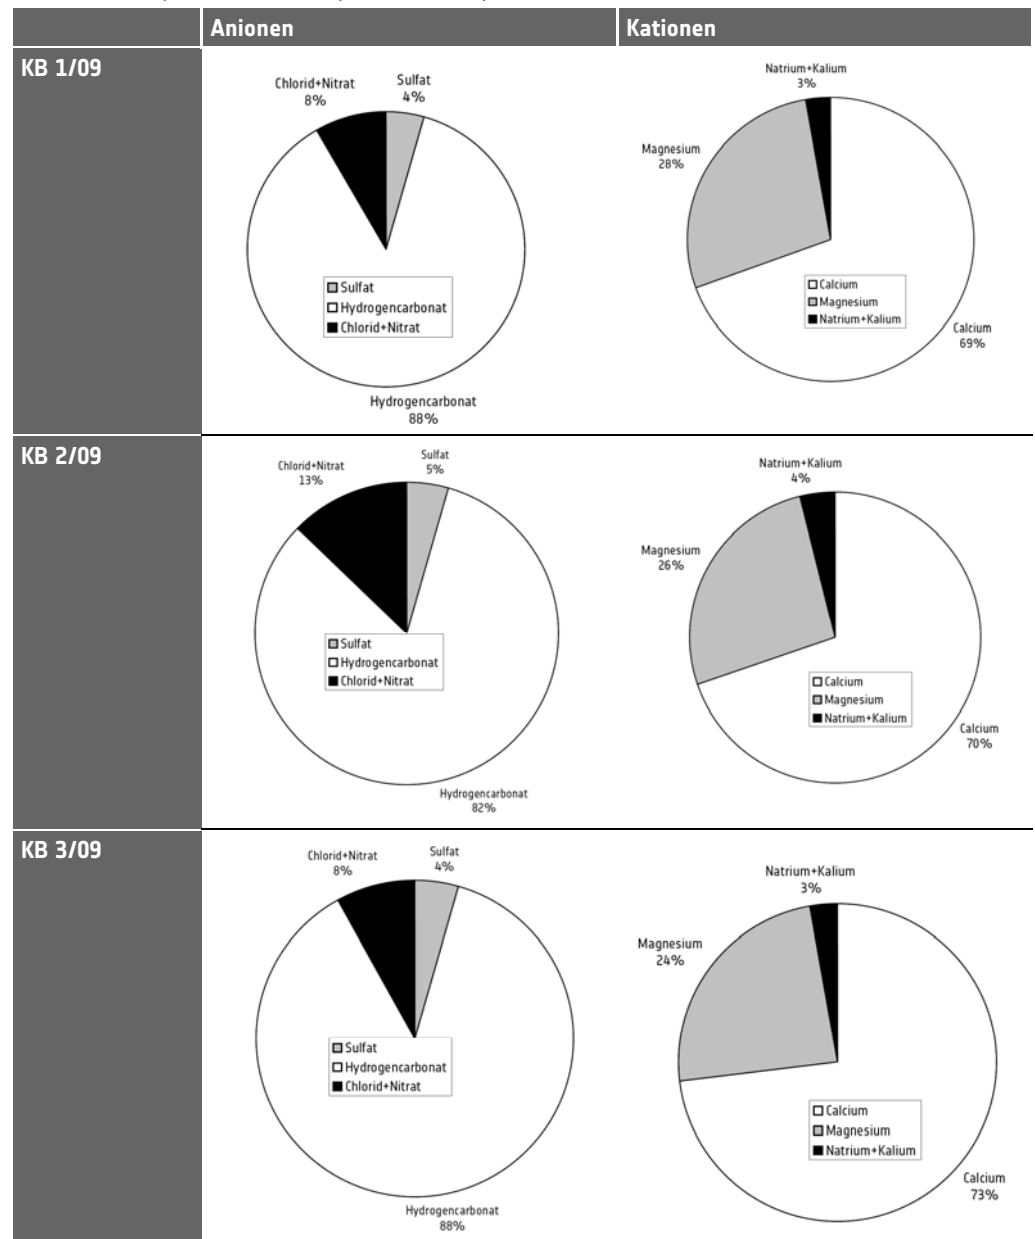 Anionen
Kationen
KB 1/09
Chlorid+Nitrat
8%
Sulfat
4%
Sulfat
Hydrogencarbonat
Chlorid+Nitrat
Hydrogencarbonat
88%
Natrium+Kalium
3%
Magnesium
28%
Calcium
Magnesium
Natrium+Kalium
Calcium
69%
KB 2/09
Chlorid+Nitrat
13%
Sulfat
5%
Sulfat
Hydrogencarbonat
Chlorid+Nitrat
Hydrogencarbonat
82%
Natrium+Kalium
4%
Magnesium
26%
Calcium
Magnesium
Natrium+Kalium
Calcium
70%
KB 3/09
Chlorid+Nitrat
8%
Sulfat
4%
Sulfat
Hydrogencarbonat
Chlorid+Nitrat
Hydrogencarbonat
88%
Natrium+Kalium
3%
Magnesium
24%
Calcium
Magnesium
Natrium+Kalium
Calcium
73%